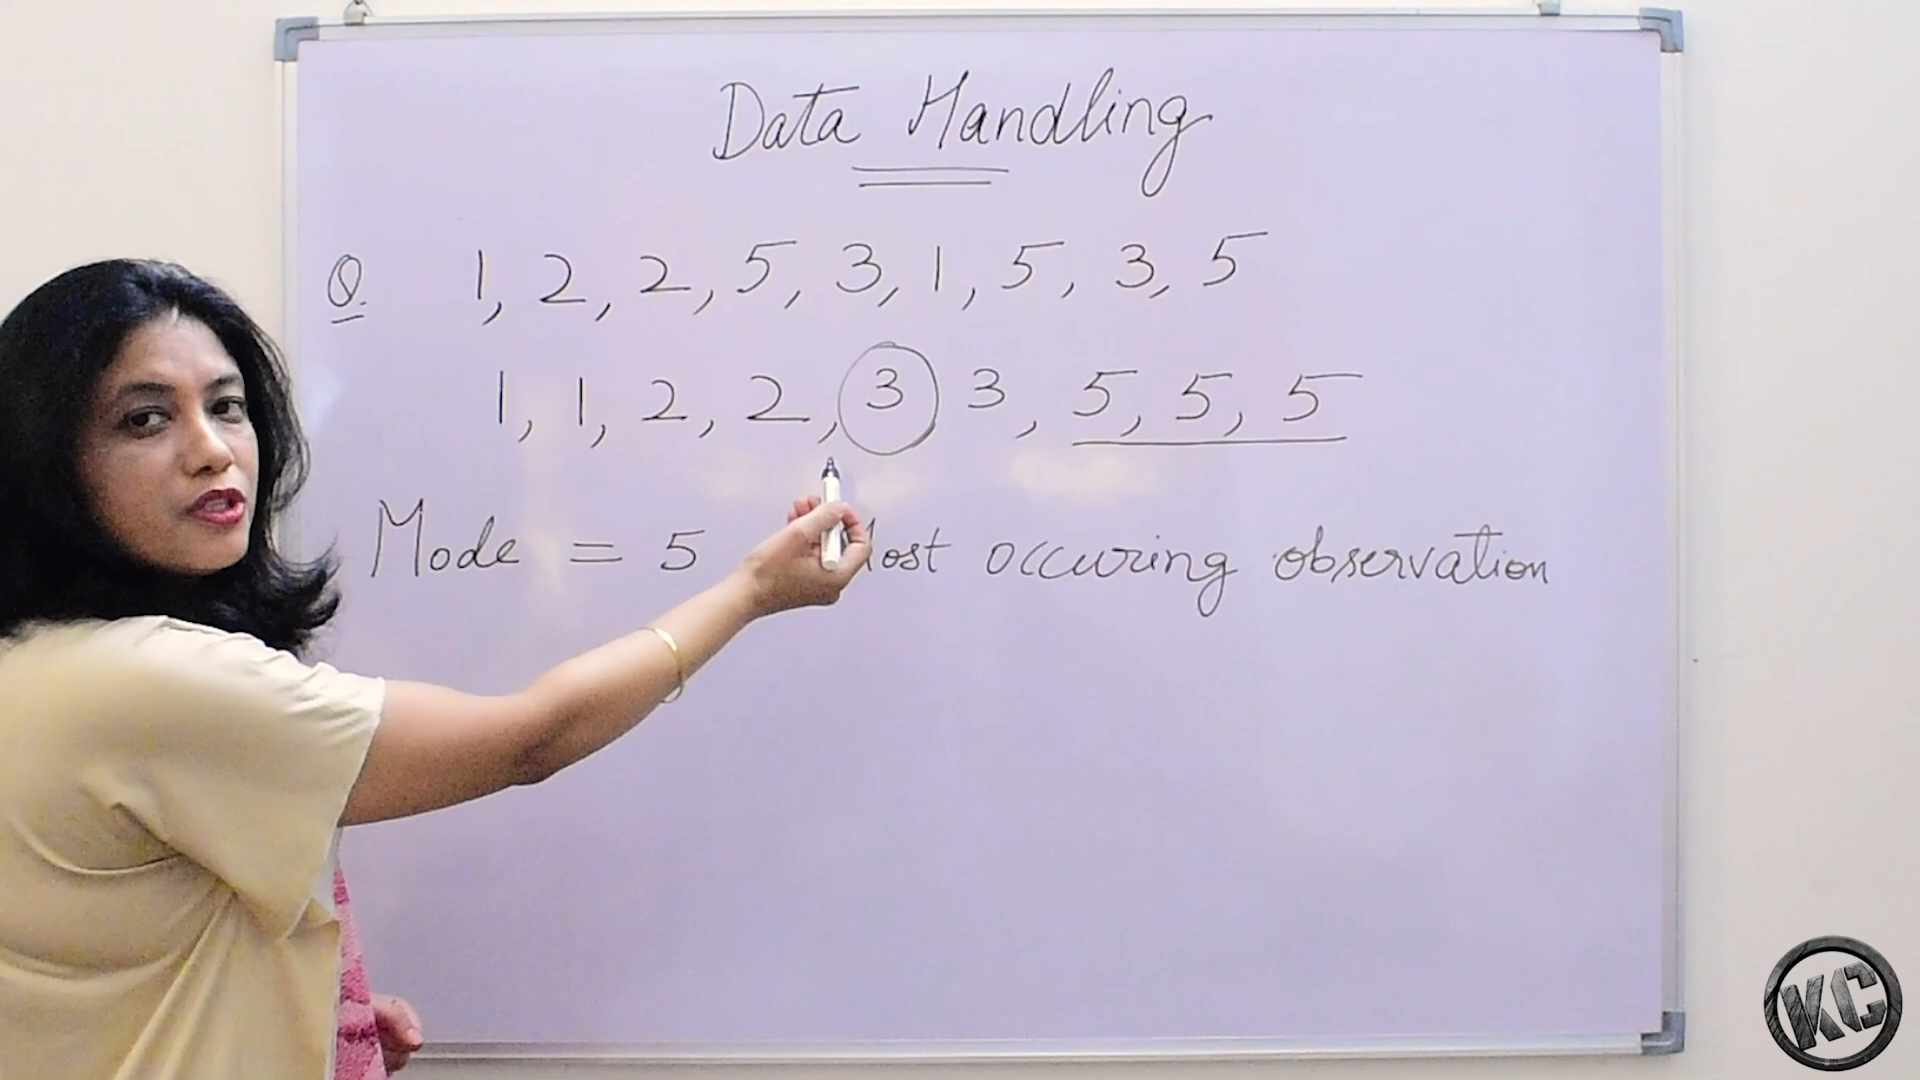 Data Handling
Q. 1, 2, 2, 5, 3, 1, 5, 3, 5
1, 1, 2, 2, 3 3, 5, 5, 5
Mode = 5 occuring observation
KC